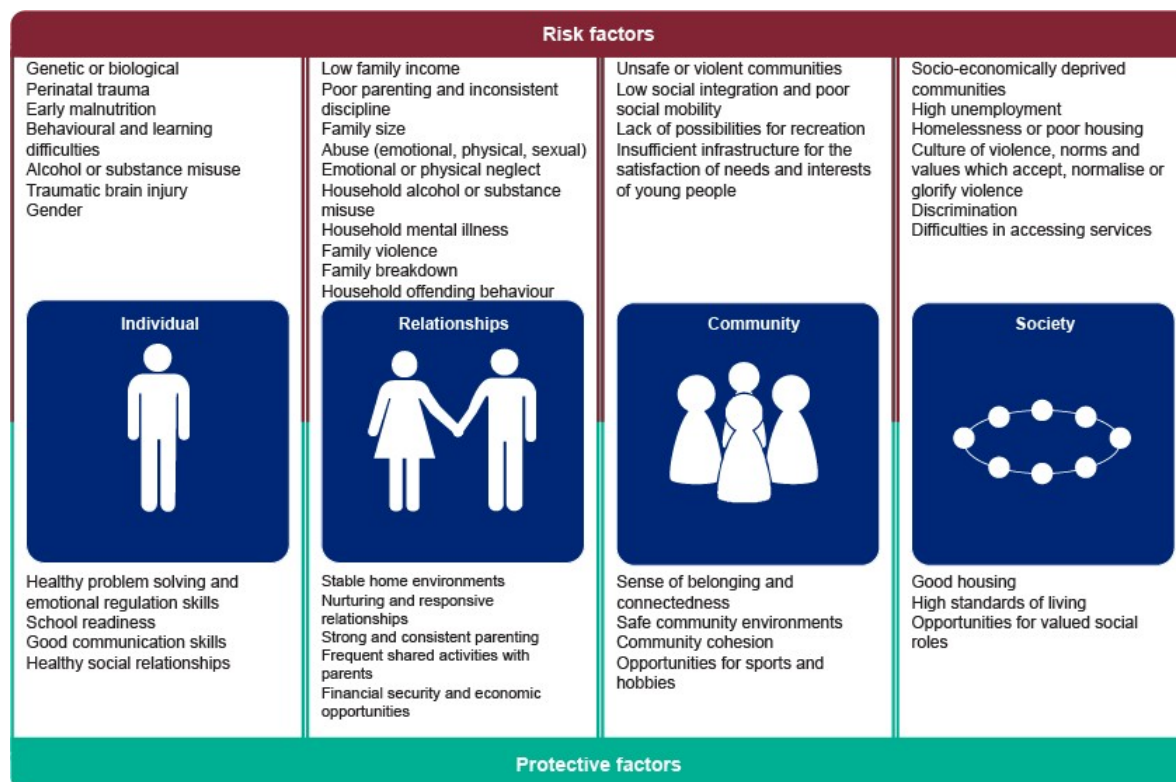 Risk factors
Genetic or biological
Perinatal trauma
Early malnutrition
Behavioural and learning
difficulties
Alcohol or substance misuse
Traumatic brain injury
Gender
Low family income
Poor parenting and inconsistent
discipline
Family size
Abuse (emotional, physical, sexual)
Emotional or physical neglect
Household alcohol or substance
misuse
Household mental illness
Family violence
Family breakdown
Household offending behaviour
Unsafe or violent communities
Low social integration and poor
social mobility
Lack of possibilities for recreation
Insufficient infrastructure for the
satisfaction of needs and interests
of young people
Socio-economically deprived
communities
High unemployment
Homelessness or poor housing
Culture of violence, norms and
values which accept, normalise or
glorify violence
Discrimination
Difficulties in accessing services
Individual
Relationships
Community
Society
Healthy problem solving and
emotional regulation skills
School readiness
Good communication skills
Healthy social relationships
Stable home environments
Nurturing and responsive
relationships
Strong and consistent parenting
Frequent shared activities with
parents
Financial security and economic
opportunities
Sense of belonging and
connectedness
Safe community environments
Community cohesion
Opportunities for sports and
hobbies
Good housing
High standards of living
Opportunities for valued social
roles
Protective factors